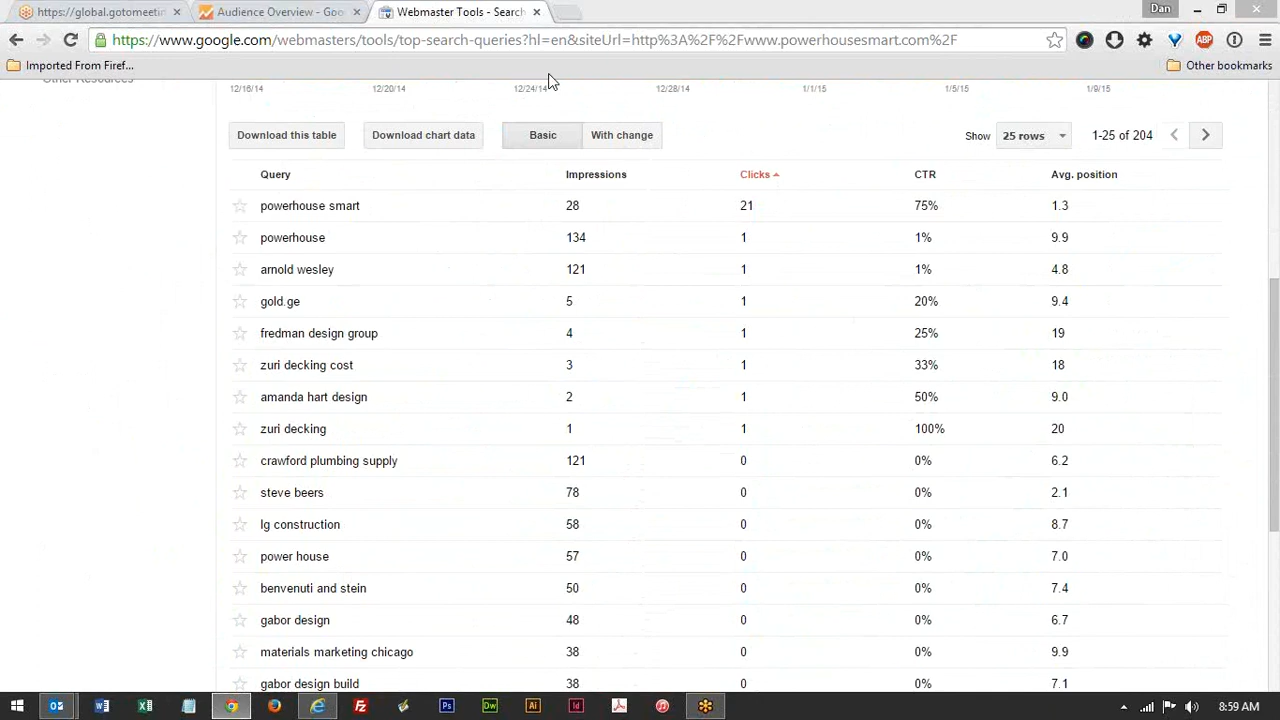 https://global.gotomeetin
Audience Overview - Goo
Webmaster Tools - Search
Dan
https://www.google.com/webmasters/tools/top-search-queries?hl=en&siteUrl=http%3A%2F%2Fwww.powerhousesmart.com%2F
ABP
Imported From Firef...
Other bookmarks
Other Resources
12/16/14 12/20/14 12/24/14 12/28/14 1/1/15 1/5/15 1/9/15
Download this table Download chart data Basic With change Show 25 rows 1-25 of 204
Query Impressions Clicks CTR Avg. position
powerhouse smart 28 21 75% 1.3
powerhouse 134 1 1% 9.9
arnold wesley 121 1 1% 4.8
gold.ge 5 1 20% 9.4
fredman design group 4 1 25% 19
zuri decking cost 3 1 33% 18
amanda hart design 2 1 50% 9.0
zuri decking 1 1 100% 20
crawford plumbing supply 121 0 0% 6.2
steve beers 78 0 0% 2.1
lg construction 58 0 0% 8.7
power house 57 0 0% 7.0
benvenuti and stein 50 0 0% 7.4
gabor design 48 0 0% 6.7
materials marketing chicago 38 0 0% 9.9
gabor design build 38 0 0% 7.1
Ps Dw Ai Id
8:59 AM